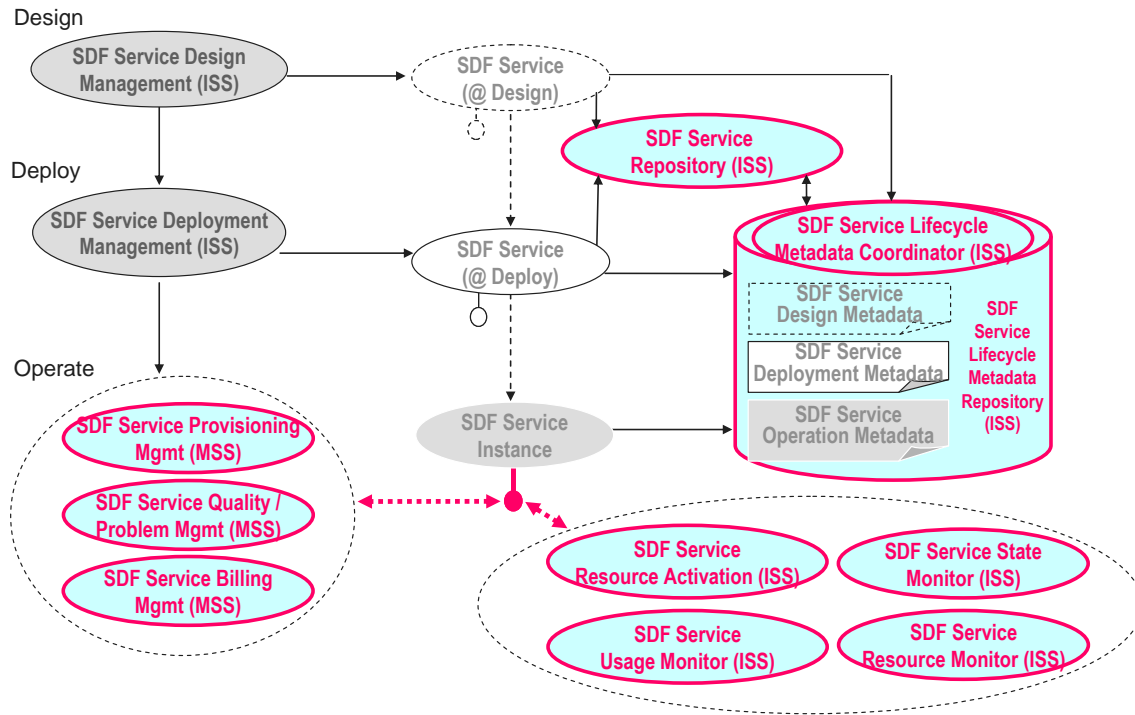 Design
SDF Service Design
Management (ISS)
SDF Service
(@ Design)
SDF Service
Repository (ISS)
Deploy
SDF Service Deployment
Management (ISS)
SDF Service
(@ Deploy)
SDF Service Lifecycle
Metadata Coordinator (ISS)
SDF Service
Design Metadata
SDF Service
Deployment Metadata
SDF Service
Operation Metadata
SDF
Service
Lifecycle
Metadata
Repository
(ISS)
Operate
SDF Service Provisioning
Mgmt (MSS)
SDF Service Quality /
Problem Mgmt (MSS)
SDF Service Billing
Mgmt (MSS)
SDF Service
Instance
SDF Service
Resource Activation (ISS)
SDF Service State
Monitor (ISS)
SDF Service
Usage Monitor (ISS)
SDF Service
Resource Monitor (ISS)